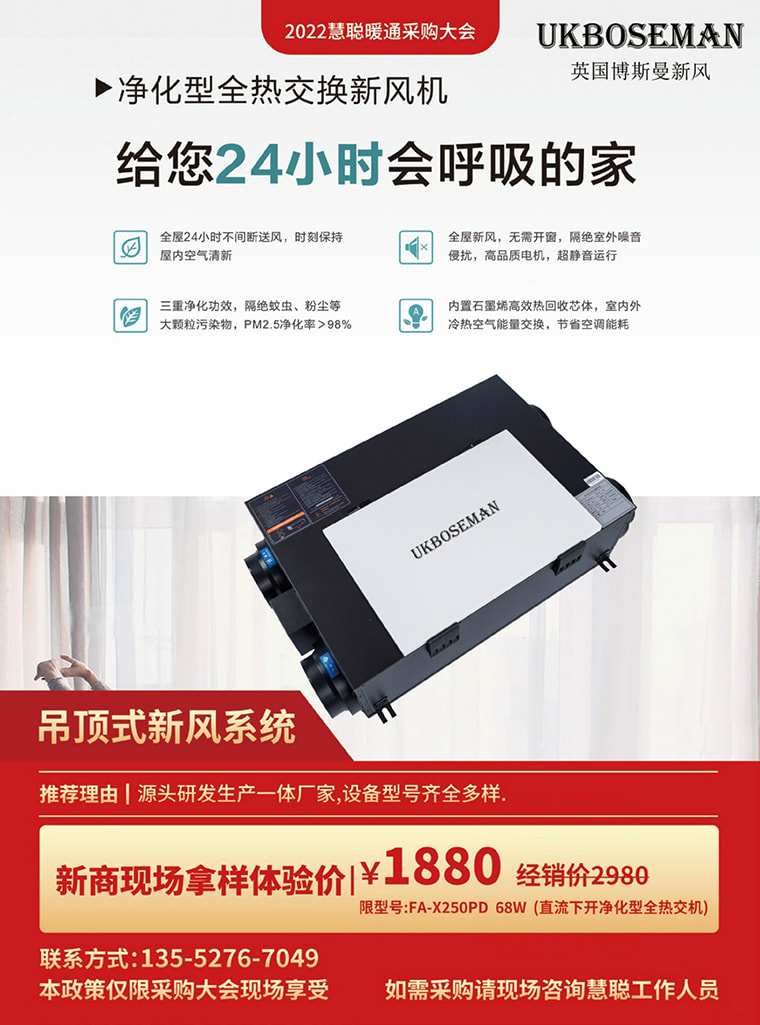 2022慧聪暖通采购大会
UKBOSEMAN
英国博斯曼新风
净化型全热交换新风机
给您24小时会呼吸的家
全屋24小时不间断送风，时刻保持
屋内空气清新
全屋新风，无需开窗，隔绝室外噪音
侵扰，高品质电机，超静音运行
三重净化功效，隔绝蚊虫、粉尘等
大颗粒污染物，PM2.5净化率＞98%
A
内置石墨烯高效热回收芯体，室内外
冷热空气能量交换，节省空调能耗
UKBOSEMAN
吊顶式新风系统
推荐理由 | 源头研发生产一体厂家,设备型号齐全多样.
新商现场拿样体验价|¥1880 经销价2980
限型号:FA-X250PD 68W (直流下开净化型全热交机)
联系方式:135-5276-7049
本政策仅限采购大会现场享受 如需采购请现场咨询慧聪工作人员